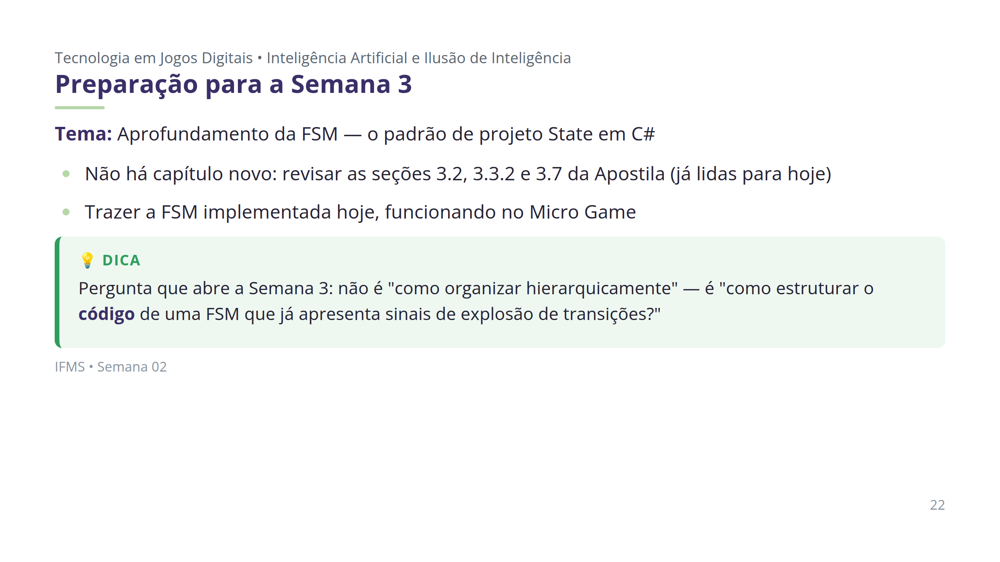 Tecnologia em Jogos Digitais • Inteligência Artificial e Ilusão de Inteligência
Preparação para a Semana 3
Tema: Aprofundamento da FSM — o padrão de projeto State em C#
• Não há capítulo novo: revisar as seções 3.2, 3.3.2 e 3.7 da Apostila (já lidas para hoje)
• Trazer a FSM implementada hoje, funcionando no Micro Game
💡 DICA
Pergunta que abre a Semana 3: não é "como organizar hierarquicamente" — é "como estruturar o
código de uma FSM que já apresenta sinais de explosão de transições?"
IFMS • Semana 02
22